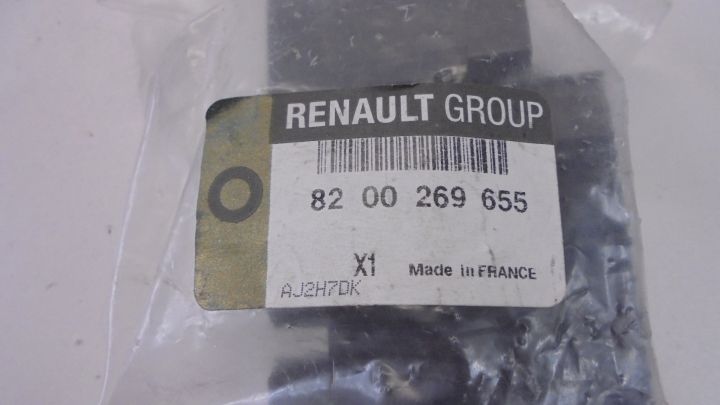 RENAULT GROUP
82 00 269 655
X1 Made in FRANCE
AJ2H7DK